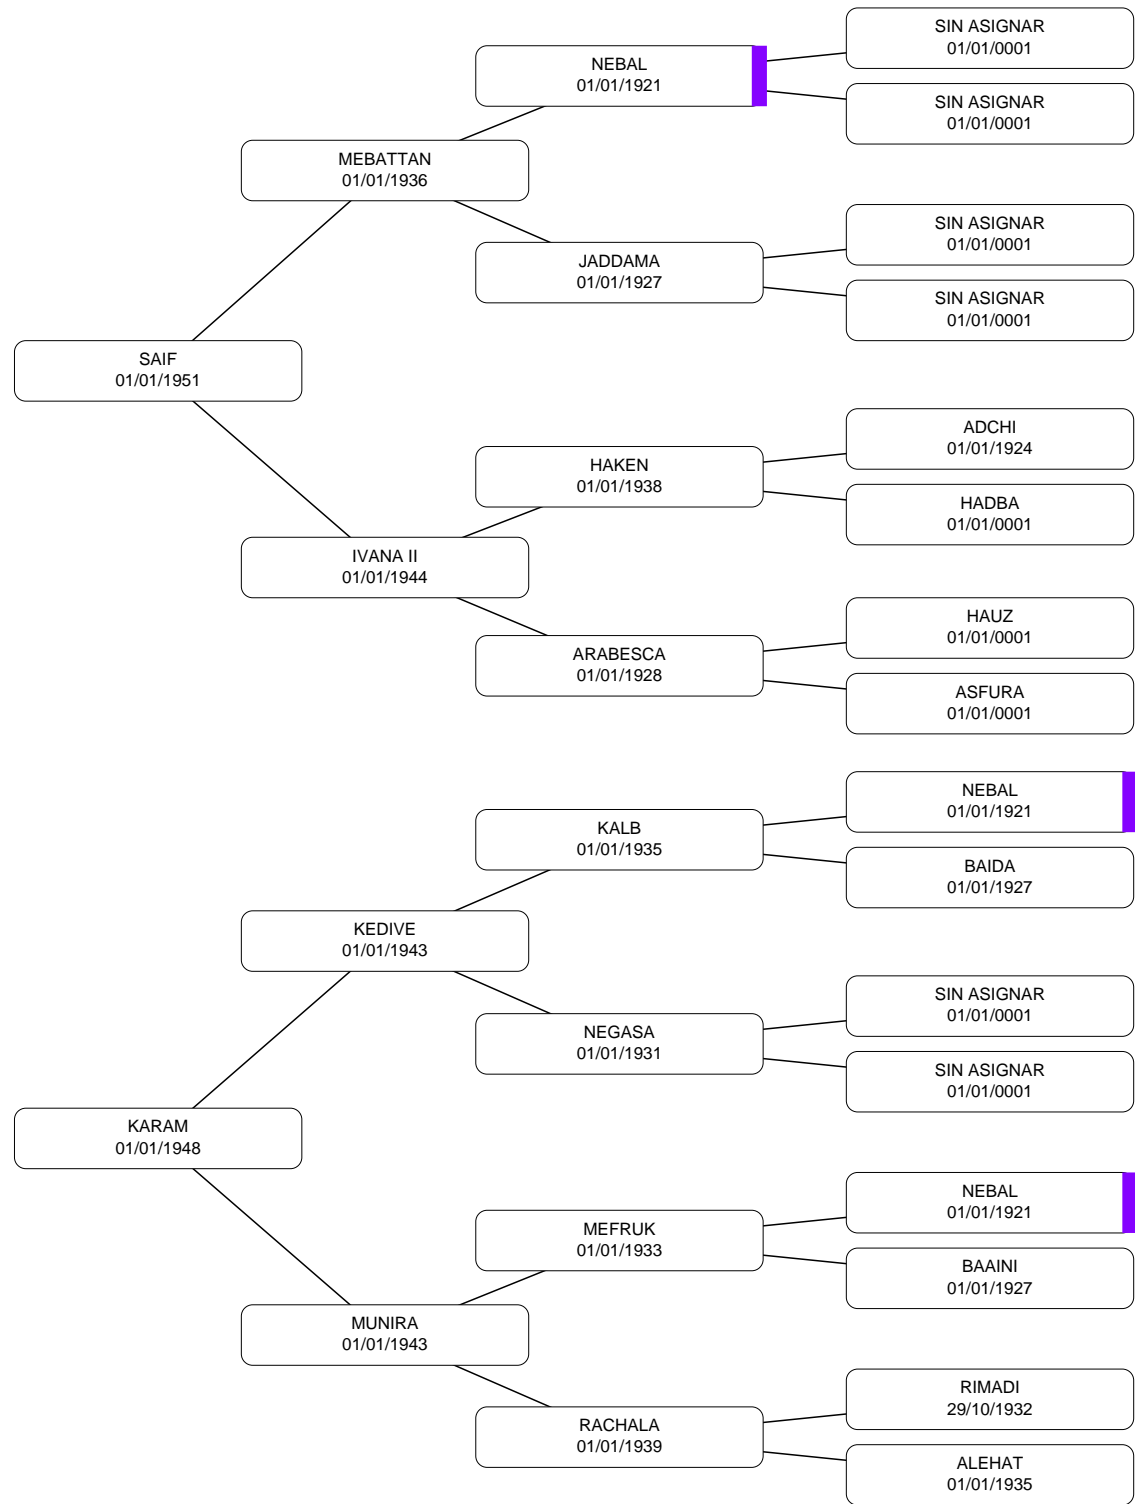 SIN ASIGNAR
01/01/0001
NEBAL
01/01/1921
SIN ASIGNAR
01/01/0001
MEBATTAN
01/01/1936
SIN ASIGNAR
01/01/0001
JADDAMA
01/01/1927
SIN ASIGNAR
01/01/0001
SAIF
01/01/1951
ADCHI
01/01/1924
HAKEN
01/01/1938
HADBA
01/01/0001
IVANA II
01/01/1944
HAUZ
01/01/0001
ARABESCA
01/01/1928
ASFURA
01/01/0001
NEBAL
01/01/1921
KALB
01/01/1935
BAIDA
01/01/1927
KEDIVE
01/01/1943
SIN ASIGNAR
01/01/0001
NEGASA
01/01/1931
SIN ASIGNAR
01/01/0001
KARAM
01/01/1948
NEBAL
01/01/1921
MEFRUK
01/01/1933
BAAINI
01/01/1927
MUNIRA
01/01/1943
RIMADI
29/10/1932
RACHALA
01/01/1939
ALEHAT
01/01/1935